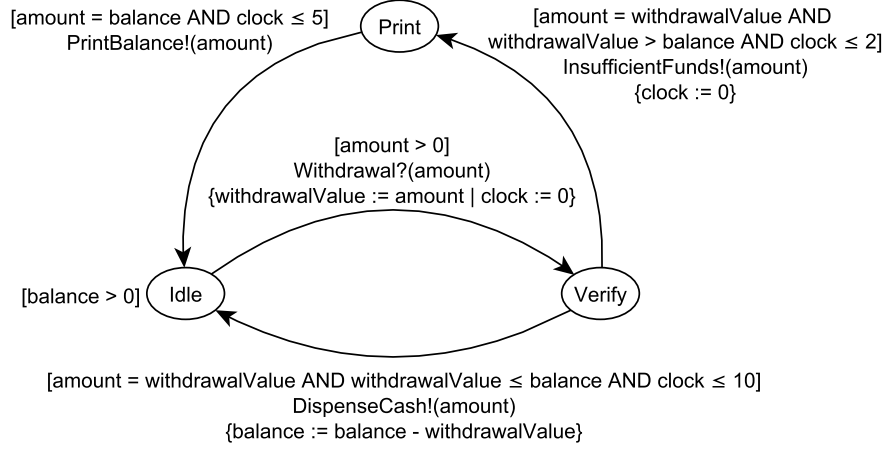 [amount = balance AND clock ≤ 5]
PrintBalance!(amount)
Print
[amount = withdrawalValue AND
withdrawalValue > balance AND clock ≤ 2]
InsufficientFunds!(amount)
{clock := 0}
[amount > 0]
Withdrawal?(amount)
{withdrawalValue := amount | clock := 0}
[balance > 0]
Idle
Verify
[amount = withdrawalValue AND withdrawalValue ≤ balance AND clock ≤ 10]
DispenseCash!(amount)
{balance := balance - withdrawalValue}